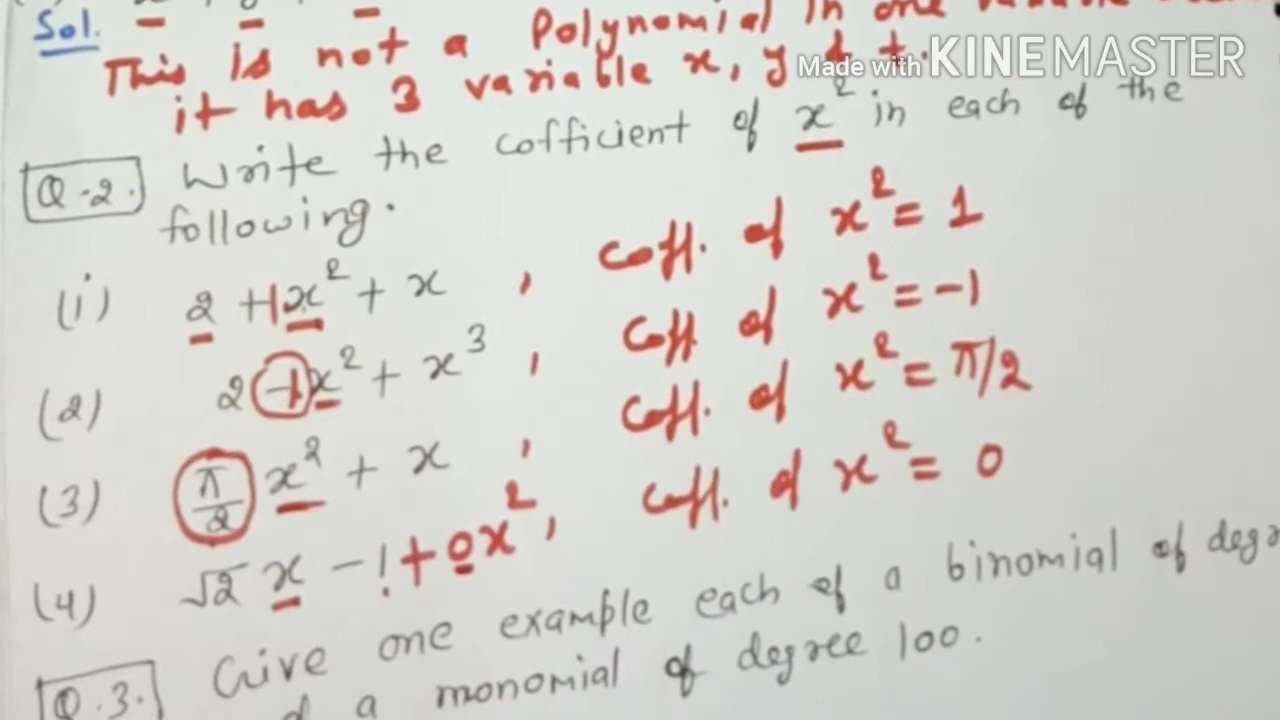 Sol.
This is not a Polynomial in one variable
it has 3 variable x, y & t.
Made with KINEMASTER
Q.2. Write the cofficient of x² in each of the
following.
(i) 2 +1x² + x , Coff. of x² = 1
(2) 2 -1x² + x³ , Coff of x² = -1
(3) π/2 x² + x , Coff. of x² = π/2
(4) √2 x - 1 + 0x² , Coff. of x² = 0
Q.3. Give one example each of a binomial of
a monomial of degree 100.